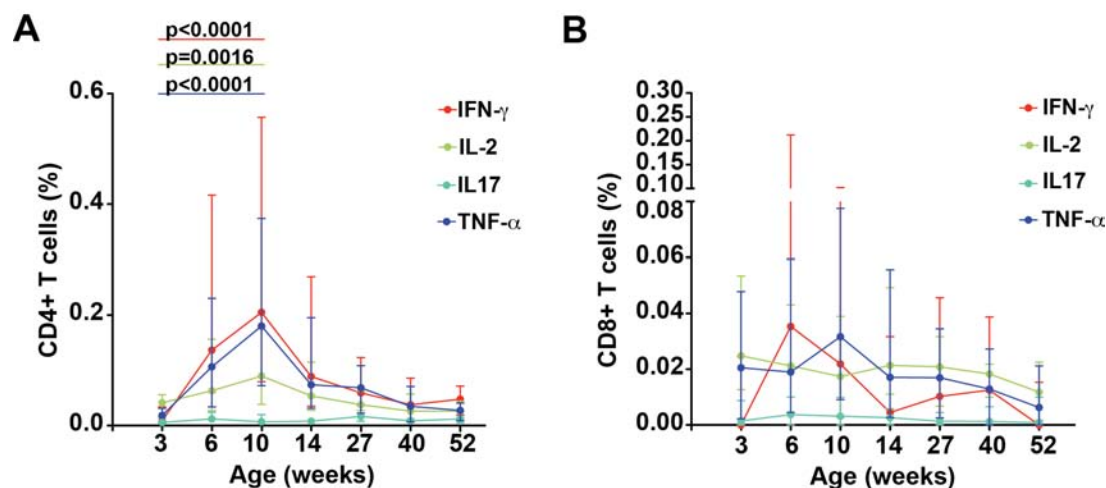 A
p<0.0001
p=0.0016
p<0.0001
0.6
0.4
0.2
0.0
CD4+ T cells (%)
IFN-γ
IL-2
IL17
TNF-α
3 6 10 14 27 40 52
Age (weeks)
B
0.30
0.25
0.20
0.15
0.10
0.08
0.06
0.04
0.02
0.00
CD8+ T cells (%)
IFN-γ
IL-2
IL17
TNF-α
3 6 10 14 27 40 52
Age (weeks)